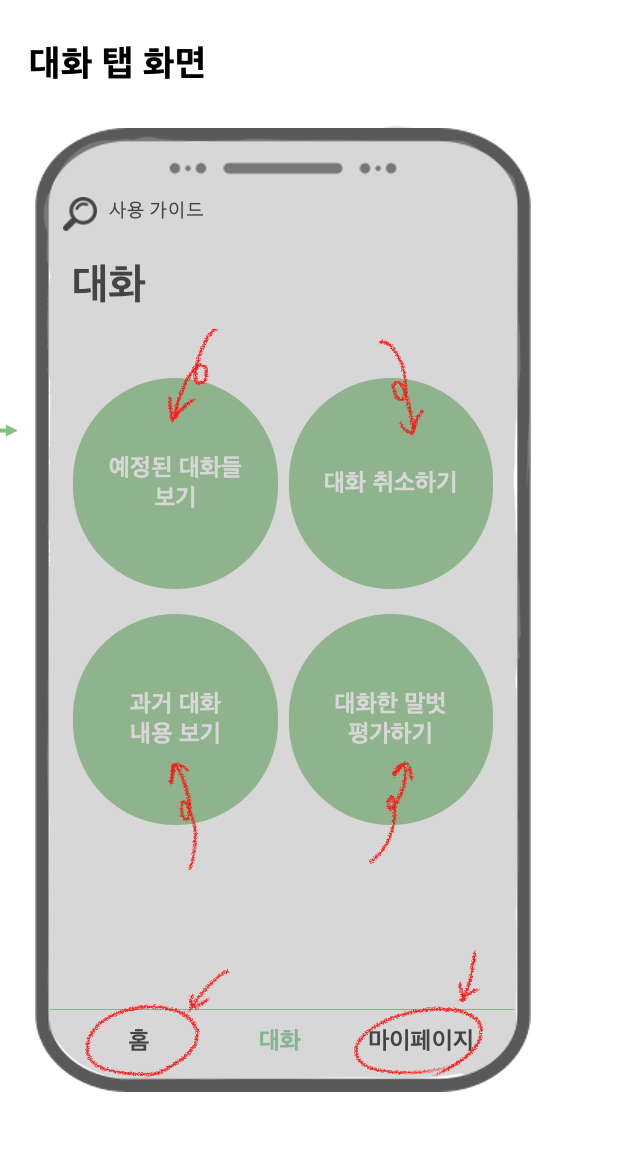 대화 탭 화면
사용 가이드
대화
예정된 대화들
보기
대화 취소하기
과거 대화
내용 보기
대화한 말벗
평가하기
홈
대화
마이페이지